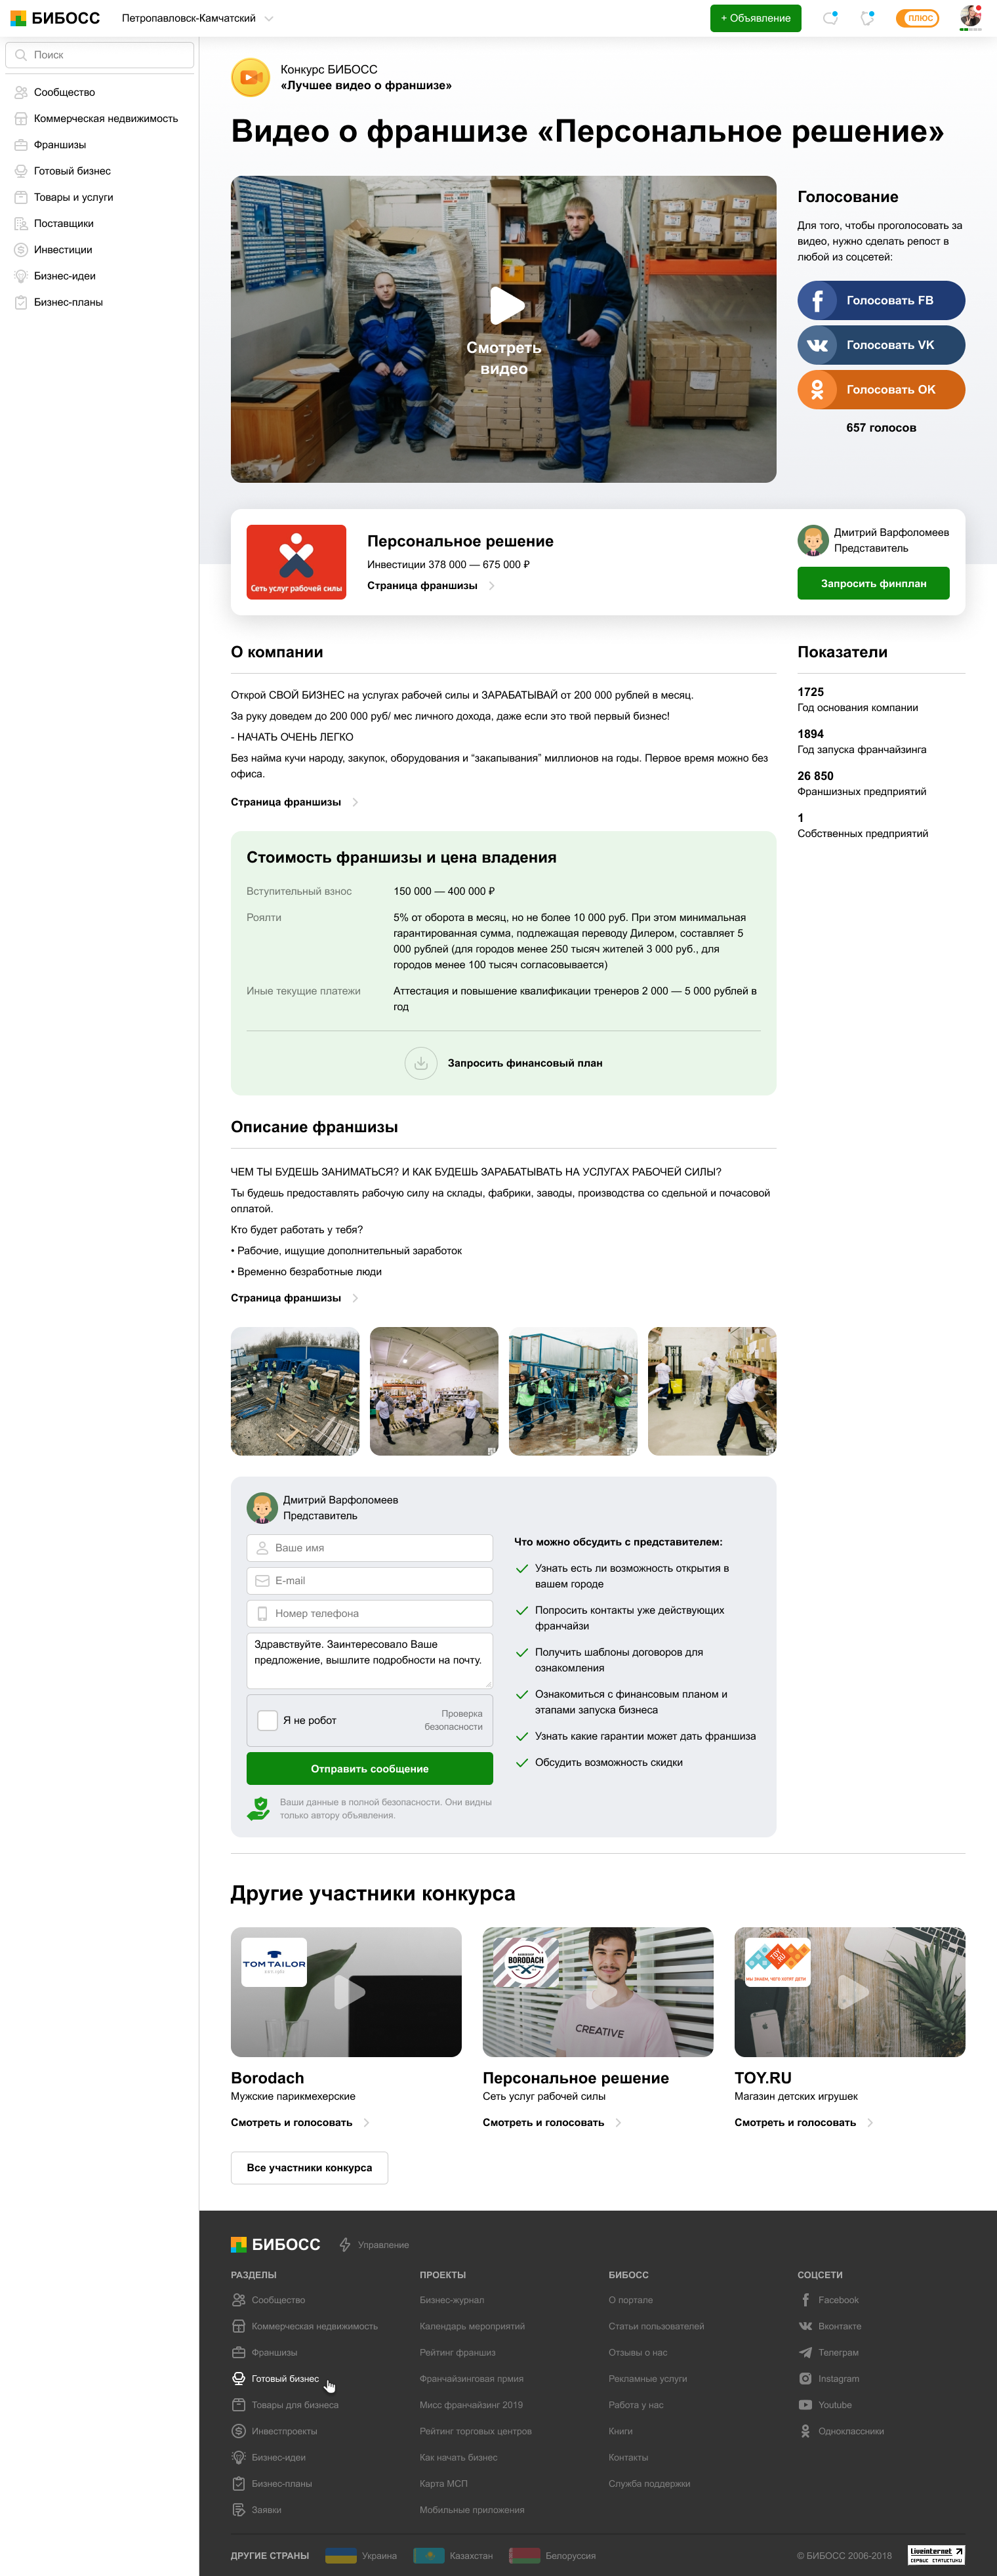 БИБОСС
Петропавловск-Камчатский
+ Объявление
ПЛЮС
Поиск
Сообщество
Коммерческая недвижимость
Франшизы
Готовый бизнес
Товары и услуги
Поставщики
Инвестиции
Бизнес-идеи
Бизнес-планы
Конкурс БИБОСС
«Лучшее видео о франшизе»
Видео о франшизе «Персональное решение»
Смотреть
видео
Голосование
Для того, чтобы проголосовать за
видео, нужно сделать репост в
любой из соцсетей:
Голосовать FB
Голосовать VK
Голосовать OK
657 голосов
Сеть услуг рабочей силы
Персональное решение
Инвестиции 378 000 — 675 000 ₽
Страница франшизы
Дмитрий Варфоломеев
Представитель
Запросить финплан
О компании
Открой СВОЙ БИЗНЕС на услугах рабочей силы и ЗАРАБАТЫВАЙ от 200 000 рублей в месяц.
За руку доведем до 200 000 руб/ мес личного дохода, даже если это твой первый бизнес!
- НАЧАТЬ ОЧЕНЬ ЛЕГКО
Без найма кучи народу, закупок, оборудования и “закапывания” миллионов на годы. Первое время можно без
офиса.
Страница франшизы
Показатели
1725
Год основания компании
1894
Год запуска франчайзинга
26 850
Франшизных предприятий
1
Собственных предприятий
Стоимость франшизы и цена владения
Вступительный взнос
150 000 — 400 000 ₽
Роялти
5% от оборота в месяц, но не более 10 000 руб. При этом минимальная
гарантированная сумма, подлежащая переводу Дилером, составляет 5
000 рублей (для городов менее 250 тысяч жителей 3 000 руб., для
городов менее 100 тысяч согласовывается)
Иные текущие платежи
Аттестация и повышение квалификации тренеров 2 000 — 5 000 рублей в
год
Запросить финансовый план
Описание франшизы
ЧЕМ ТЫ БУДЕШЬ ЗАНИМАТЬСЯ? И КАК БУДЕШЬ ЗАРАБАТЫВАТЬ НА УСЛУГАХ РАБОЧЕЙ СИЛЫ?
Ты будешь предоставлять рабочую силу на склады, фабрики, заводы, производства со сдельной и почасовой
оплатой.
Кто будет работать у тебя?
• Рабочие, ищущие дополнительный заработок
• Временно безработные люди
Страница франшизы
Дмитрий Варфоломеев
Представитель
Ваше имя
E-mail
Номер телефона
Здравствуйте. Заинтересовало Ваше
предложение, вышлите подробности на почту.
Я не робот
Проверка
безопасности
Отправить сообщение
Ваши данные в полной безопасности. Они видны
только автору объявления.
Что можно обсудить с представителем:
Узнать есть ли возможность открытия в
вашем городе
Попросить контакты уже действующих
франчайзи
Получить шаблоны договоров для
ознакомления
Ознакомиться с финансовым планом и
этапами запуска бизнеса
Узнать какие гарантии может дать франшиза
Обсудить возможность скидки
Другие участники конкурса
TOM TAILOR
BORODACH
CREATIVE
TOY.RU
МЫ ЗНАЕМ, ЧЕГО ХОТЯТ ДЕТИ
Borodach
Мужские парикмехерские
Смотреть и голосовать
Персональное решение
Сеть услуг рабочей силы
Смотреть и голосовать
TOY.RU
Магазин детских игрушек
Смотреть и голосовать
Все участники конкурса
БИБОСС
Управление
РАЗДЕЛЫ
Сообщество
Коммерческая недвижимость
Франшизы
Готовый бизнес
Товары для бизнеса
Инвестпроекты
Бизнес-идеи
Бизнес-планы
Заявки
ПРОЕКТЫ
Бизнес-журнал
Календарь мероприятий
Рейтинг франшиз
Франчайзинговая прмия
Мисс франчайзинг 2019
Рейтинг торговых центров
Как начать бизнес
Карта МСП
Мобильные приложения
БИБОСС
О портале
Статьи пользователей
Отзывы о нас
Рекламные услуги
Работа у нас
Книги
Контакты
Служба поддержки
СОЦСЕТИ
Facebook
Вконтакте
Телеграм
Instagram
Youtube
Одноклассники
ДРУГИЕ СТРАНЫ
Украина
Казахстан
Белоруссия
© БИБОСС 2006-2018
Liveinternet
СЕРВИС СТАТИСТИКИ